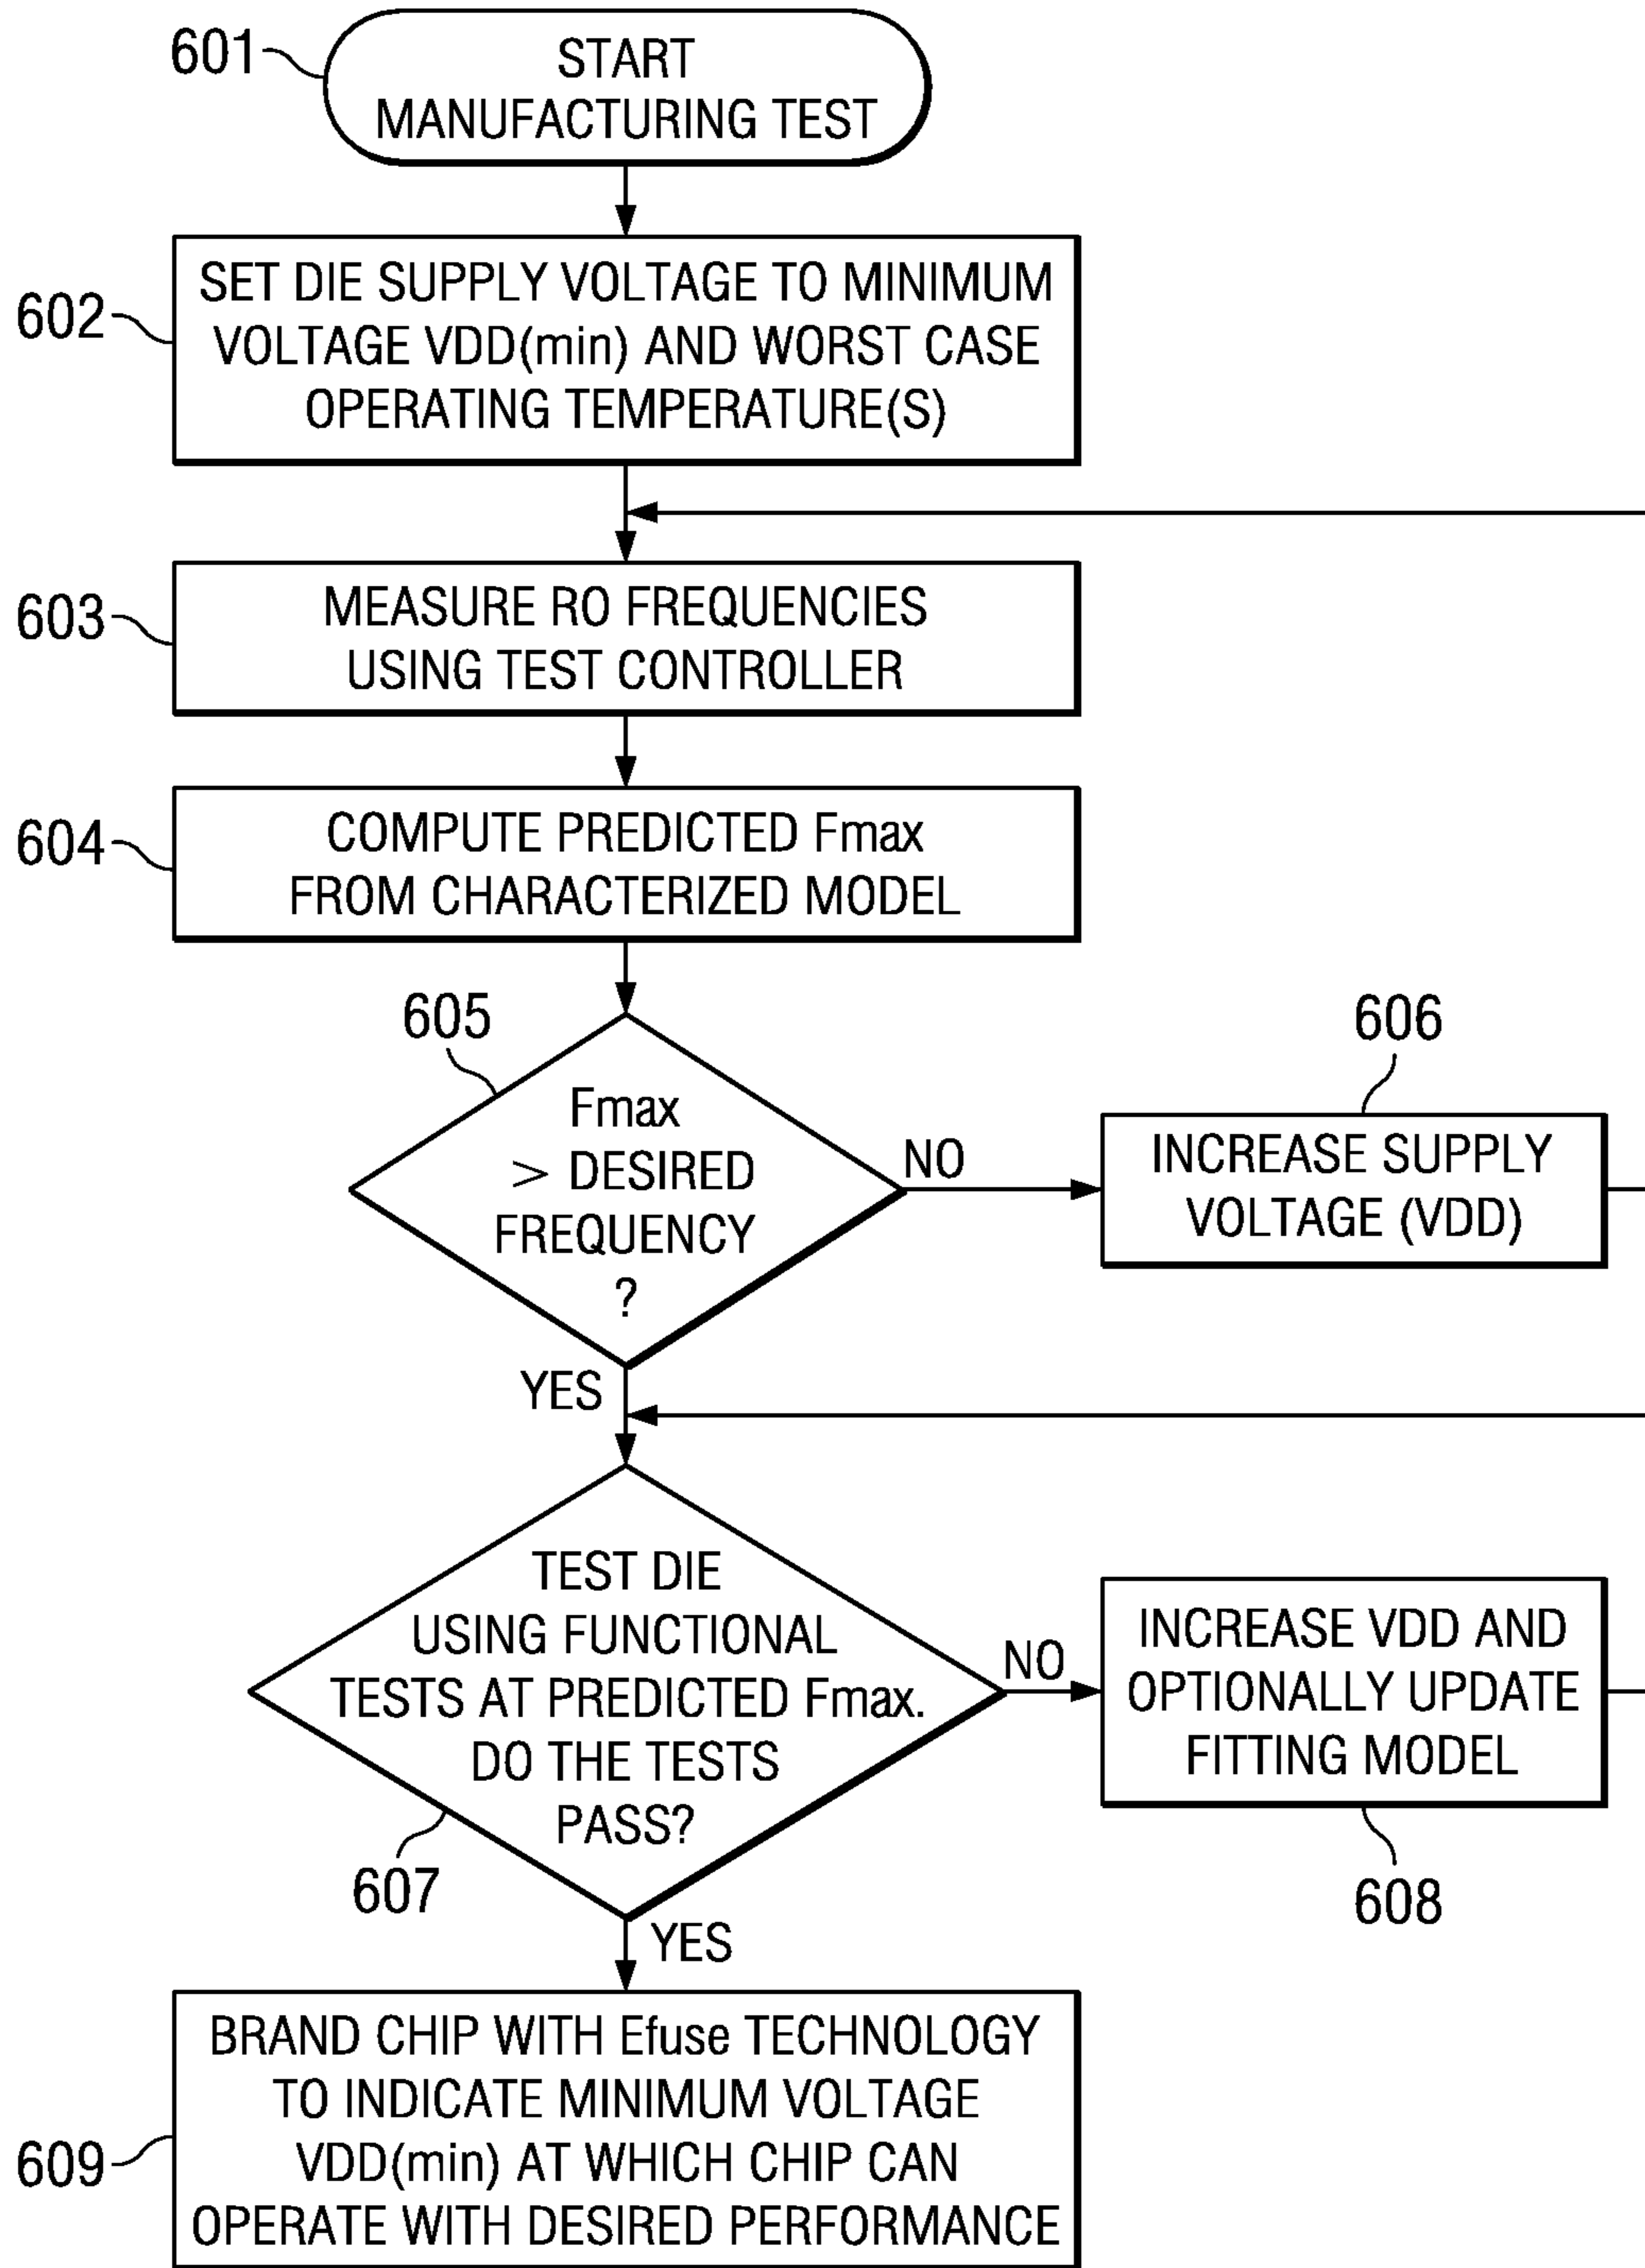 601
START
MANUFACTURING TEST
602
SET DIE SUPPLY VOLTAGE TO MINIMUM
VOLTAGE VDD(min) AND WORST CASE
OPERATING TEMPERATURE(S)
603
MEASURE RO FREQUENCIES
USING TEST CONTROLLER
604
COMPUTE PREDICTED Fmax
FROM CHARACTERIZED MODEL
605
Fmax
> DESIRED
FREQUENCY
?
NO
606
INCREASE SUPPLY
VOLTAGE (VDD)
YES
TEST DIE
USING FUNCTIONAL
TESTS AT PREDICTED Fmax.
DO THE TESTS
PASS?
607
NO
INCREASE VDD AND
OPTIONALLY UPDATE
FITTING MODEL
608
YES
609
BRAND CHIP WITH Efuse TECHNOLOGY
TO INDICATE MINIMUM VOLTAGE
VDD(min) AT WHICH CHIP CAN
OPERATE WITH DESIRED PERFORMANCE